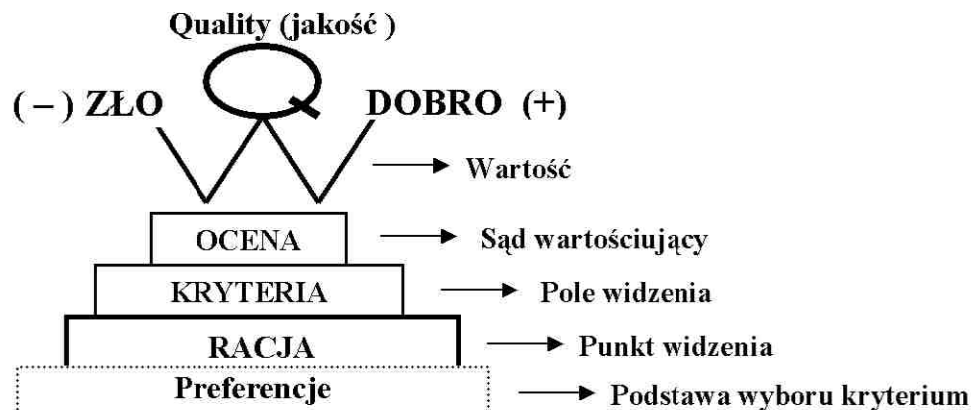 Quality (jakość )
( – ) ZŁO DOBRO (+)
Wartość
OCENA Sąd wartościujący
KRYTERIA Pole widzenia
RACJA Punkt widzenia
Preferencje Podstawa wyboru kryterium